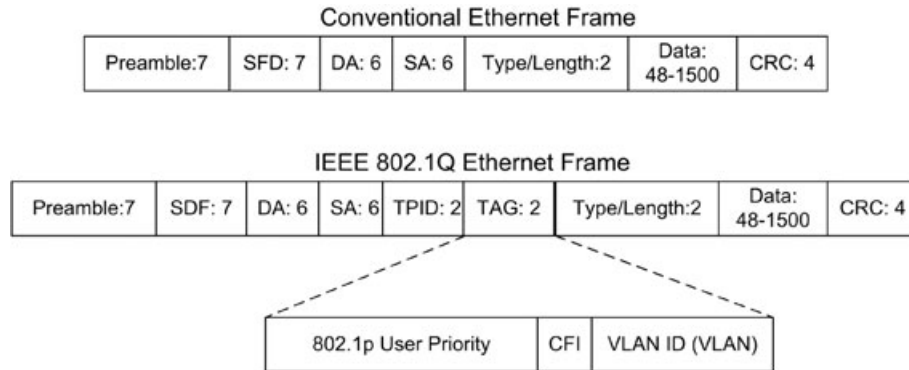 Conventional Ethernet Frame
Preamble:7 SFD: 7 DA: 6 SA: 6 Type/Length:2 Data: 48-1500 CRC: 4
IEEE 802.1Q Ethernet Frame
Preamble:7 SDF: 7 DA: 6 SA: 6 TPID: 2 TAG: 2 Type/Length:2 Data: 48-1500 CRC: 4
802.1p User Priority CFI VLAN ID (VLAN)